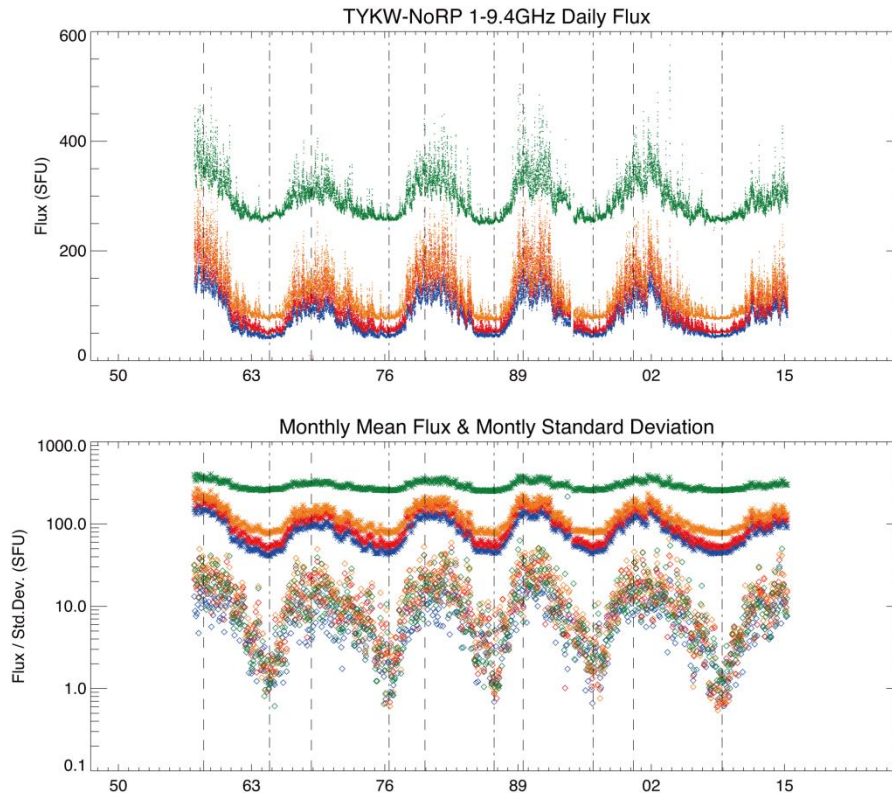 TYKW-NoRP 1-9.4GHz Daily Flux
600
400
200
0
Flux (SFU)
50 63 76 89 02 15
Monthly Mean Flux & Montly Standard Deviation
1000.0
100.0
10.0
1.0
0.1
Flux / Std.Dev. (SFU)
50 63 76 89 02 15